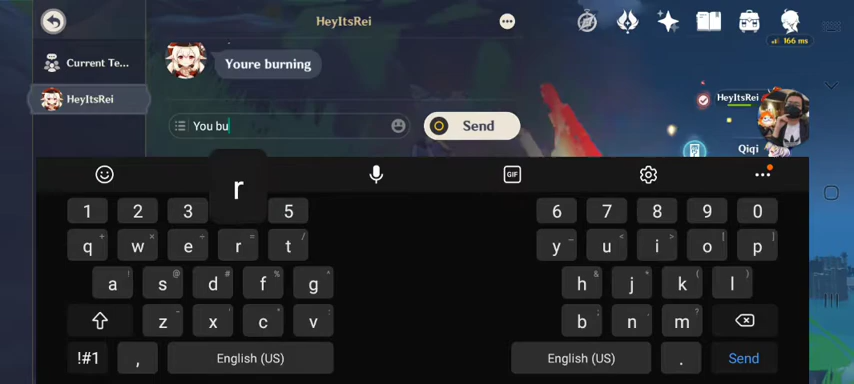 HeyItsRei
166 ms
Current Te...
HeyItsRei
Youre burning
HeyItsRei
Qiqi
You bu
Send
r
GIF
1 2 3 5 6 7 8 9 0
q + w × e ÷ r = t / y _ u < i > o [ p ]
a ! s @ d # f % g ^ h & j * k ( l )
z - x ' c " v : b ; n , m ?
!#1 , English (US) English (US) . Send